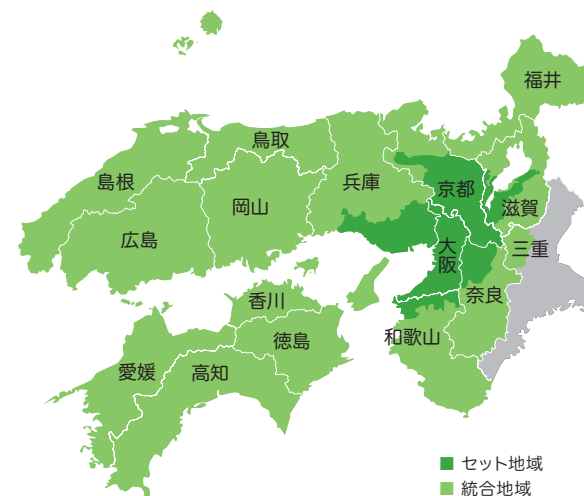 福井
鳥取
島根
兵庫
京都
岡山
滋賀
広島
大阪
三重
奈良
香川
和歌山
徳島
愛媛
高知
セット地域
統合地域